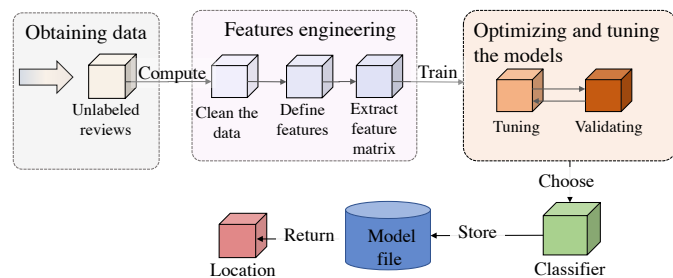 Obtaining data
Unlabeled
reviews
Compute
Features engineering
Clean the
data
Define
features
Extract
feature
matrix
Train
Optimizing and tuning
the models
Tuning
Validating
Choose
Classifier
Store
Model
file
Return
Location